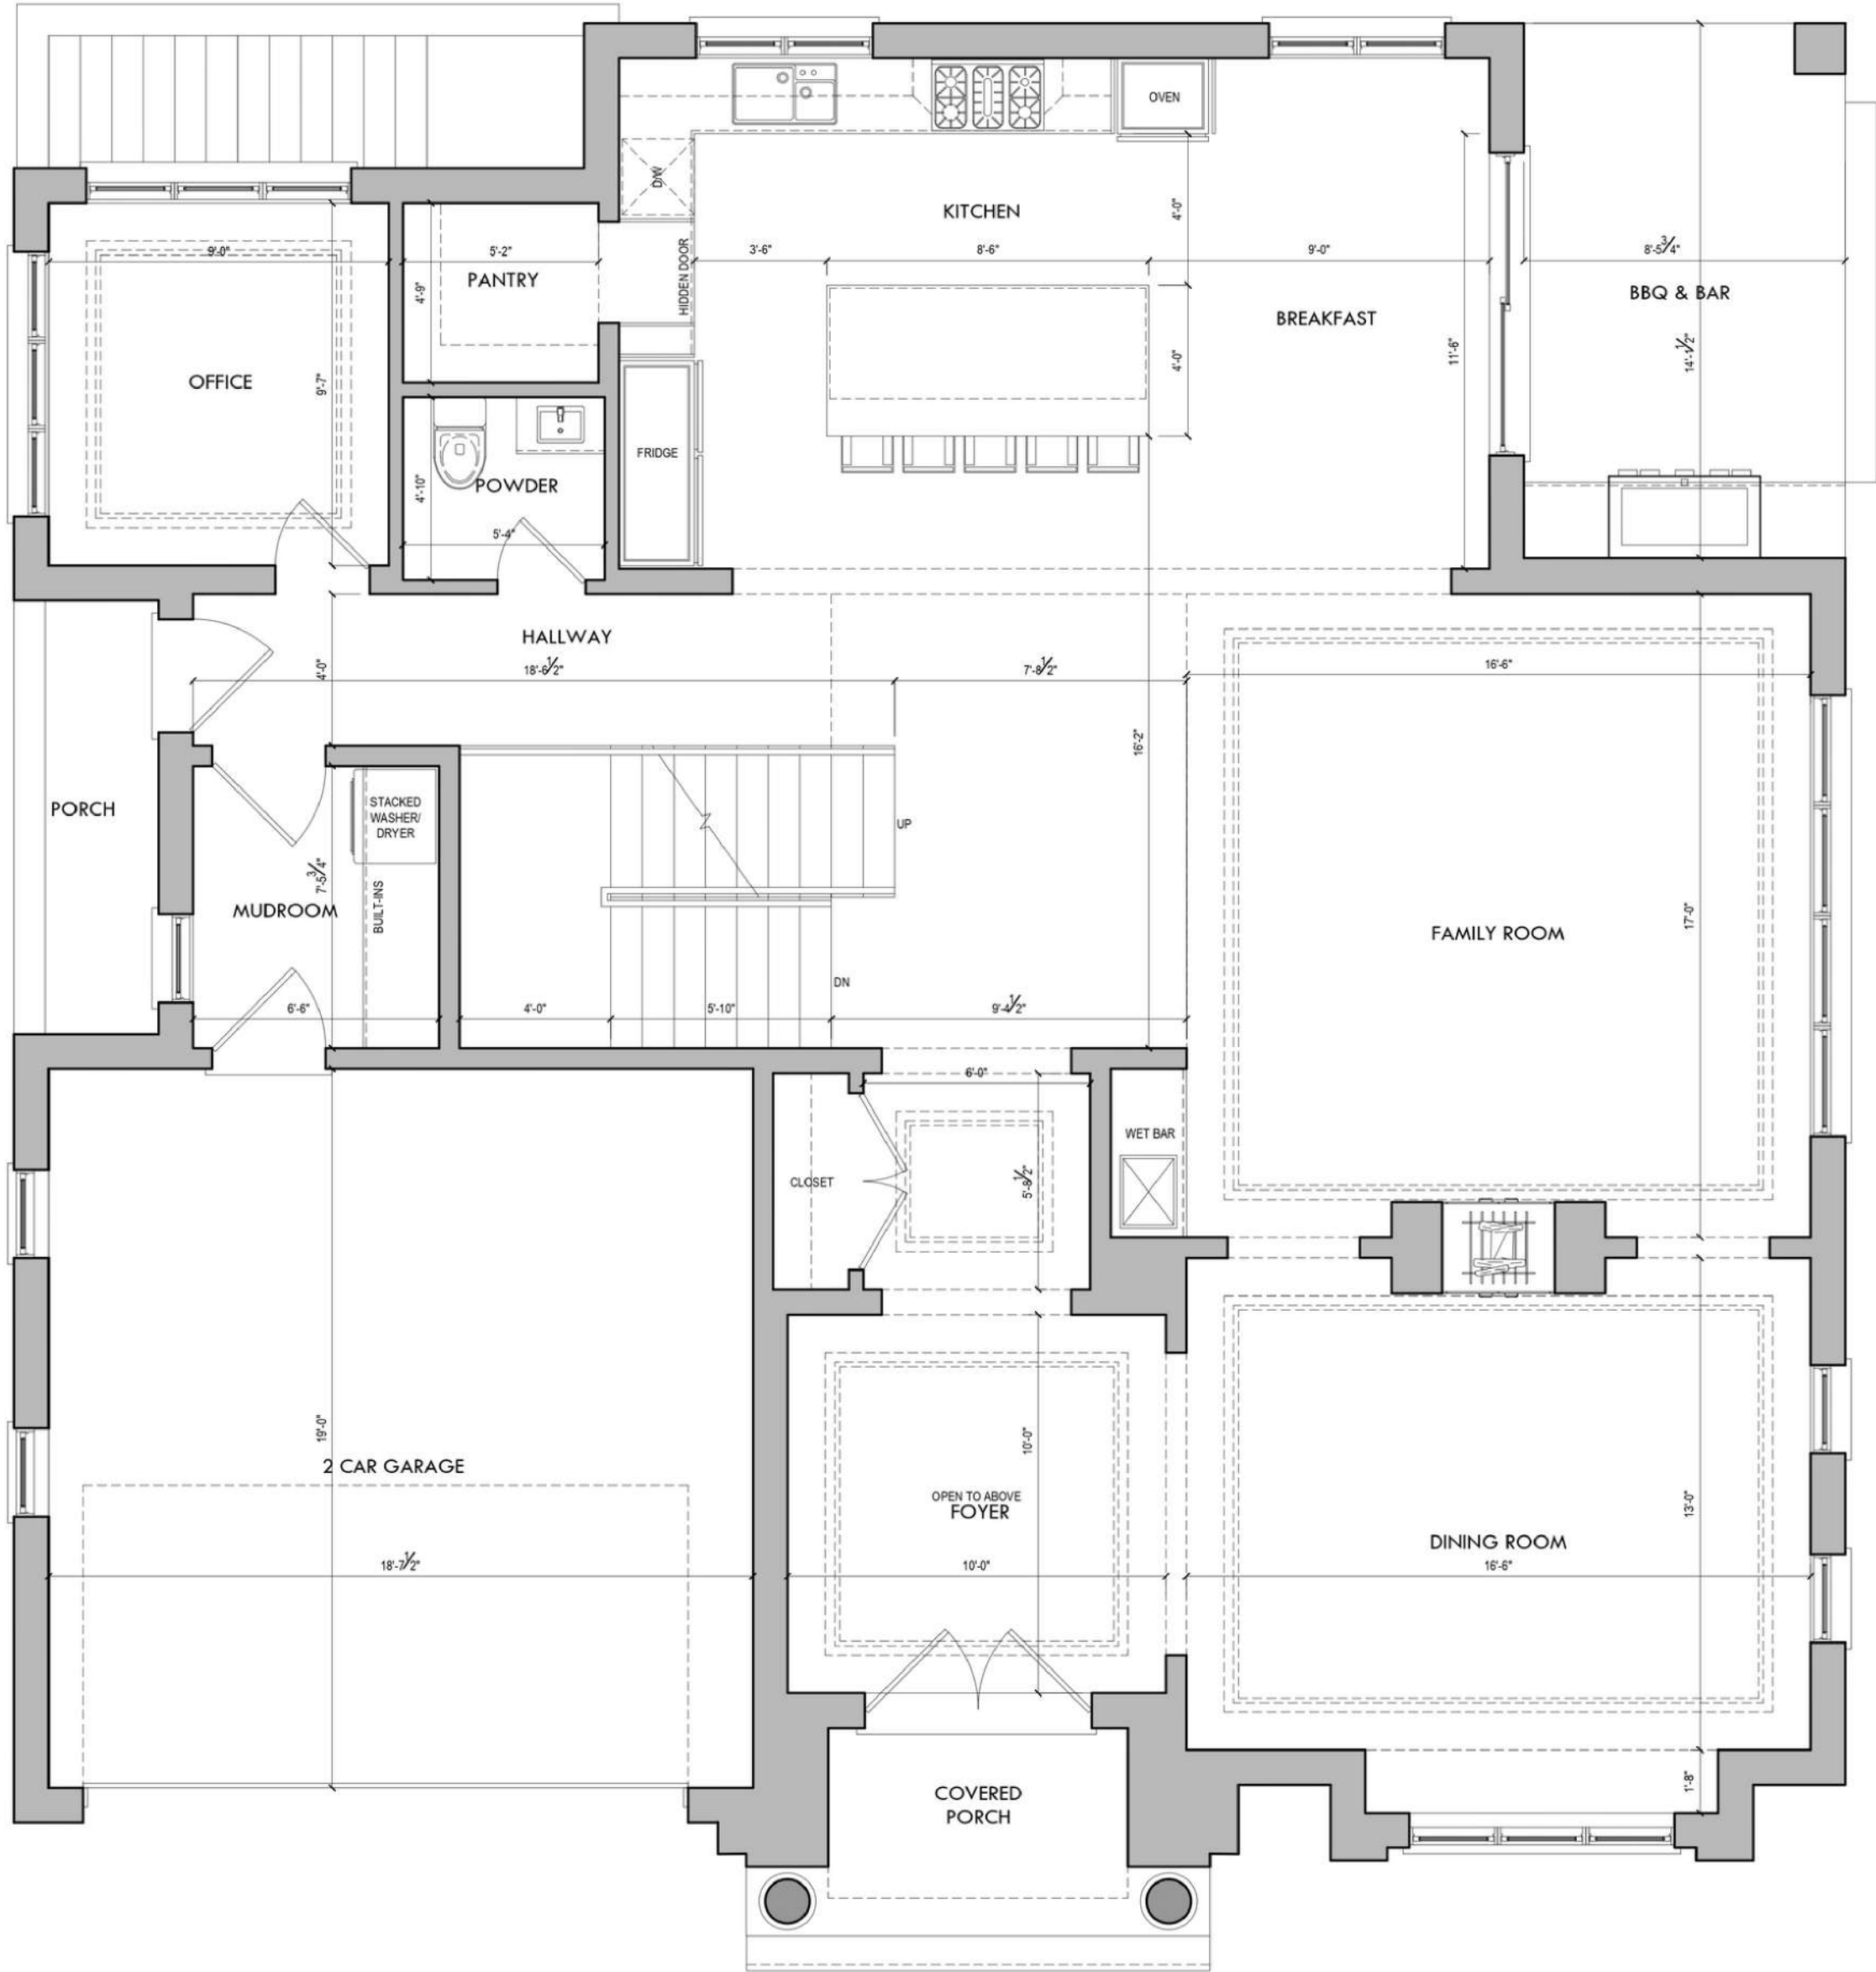 OVEN
D/W
KITCHEN
4'-0"
9'-0"
5'-2"
HIDDEN DOOR
3'-6"
8'-6"
9'-0"
8'-5 3/4"
PANTRY
4'-9"
BBQ & BAR
BREAKFAST
11'-6"
14'-1 1/2"
4'-0"
OFFICE
9'-7"
FRIDGE
4'-10"
POWDER
5'-4"
HALLWAY
18'-6 1/2"
4'-0"
7'-8 1/2"
16'-6"
16'-2"
PORCH
STACKED
WASHER/
DRYER
UP
7'-5 3/4"
MUDROOM
BUILT-INS
17'-0"
FAMILY ROOM
DN
6'-6"
4'-0"
5'-10"
9'-4 1/2"
6'-0"
WET BAR
CLOSET
5'-8 1/2"
19'-0"
2 CAR GARAGE
10'-0"
OPEN TO ABOVE
FOYER
13'-0"
DINING ROOM
18'-7 1/2"
10'-0"
16'-6"
1'-8"
COVERED
PORCH